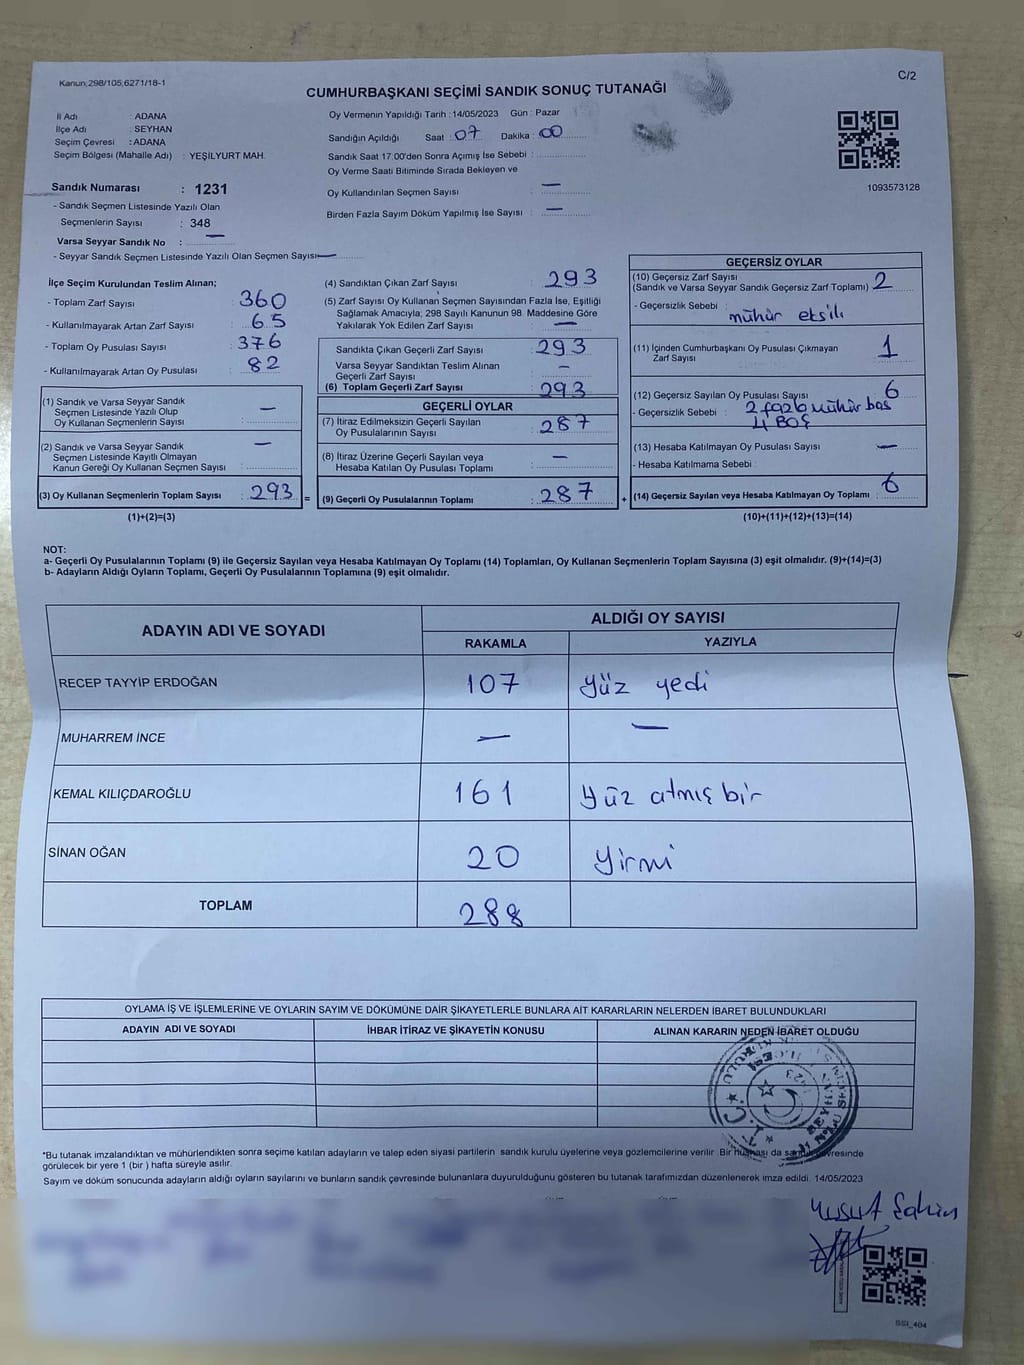 Kanun:298/105;6271/18-1
C/2
CUMHURBAŞKANI SEÇİMİ SANDIK SONUÇ TUTANAĞI
İl Adı : ADANA
İlçe Adı : SEYHAN
Seçim Çevresi : ADANA
Seçim Bölgesi (Mahalle Adı) : YEŞİLYURT MAH.
Sandık Numarası : 1231
- Sandık Seçmen Listesinde Yazılı Olan
Seçmenlerin Sayısı : 348
Varsa Seyyar Sandık No : —
- Seyyar Sandık Seçmen Listesinde Yazılı Olan Seçmen Sayısı: —
Oy Vermenin Yapıldığı Tarih : 14/05/2023 Gün : Pazar
Sandığın Açıldığı Saat : 07 Dakika : 00
Sandık Saat 17:00'den Sonra Açımış İse Sebebi :
Oy Verme Saati Bitiminde Sırada Bekleyen ve
Oy Kullandırılan Seçmen Sayısı : —
Birden Fazla Sayım Döküm Yapılmış İse Sayısı : —
1093573128
İlçe Seçim Kurulundan Teslim Alınan;
- Toplam Zarf Sayısı : 360
- Kullanılmayarak Artan Zarf Sayısı : 65
- Toplam Oy Pusulası Sayısı : 376
- Kullanılmayarak Artan Oy Pusulası : 82
(1) Sandık ve Varsa Seyyar Sandık
Seçmen Listesinde Yazılı Olup
Oy Kullanan Seçmenlerin Sayısı : —
(2) Sandık ve Varsa Seyyar Sandık
Seçmen Listesinde Kayıtlı Olmayan
Kanun Gereği Oy Kullanan Seçmen Sayısı : —
(3) Oy Kullanan Seçmenlerin Toplam Sayısı : 293 =
(1)+(2)=(3)
(4) Sandıktan Çıkan Zarf Sayısı : 293
(5) Zarf Sayısı Oy Kullanan Seçmen Sayısından Fazla İse, Eşitliği
Sağlamak Amacıyla; 298 Sayılı Kanunun 98. Maddesine Göre
Yakılarak Yok Edilen Zarf Sayısı : —
Sandıkta Çıkan Geçerli Zarf Sayısı : 293
Varsa Seyyar Sandıktan Teslim Alınan
Geçerli Zarf Sayısı : —
(6) Toplam Geçerli Zarf Sayısı : 293
GEÇERLİ OYLAR
(7) İtiraz Edilmeksizin Geçerli Sayılan
Oy Pusulalarının Sayısı : 287
(8) İtiraz Üzerine Geçerli Sayılan veya
Hesaba Katılan Oy Pusulası Toplamı : —
(9) Geçerli Oy Pusulalarının Toplamı : 287 +
GEÇERSİZ OYLAR
(10) Geçersiz Zarf Sayısı
(Sandık ve Varsa Seyyar Sandık Geçersiz Zarf Toplamı) : 2
- Geçersizlik Sebebi : mühür eksili
(11) İçinden Cumhurbaşkanı Oy Pusulası Çıkmayan
Zarf Sayısı : 1
(12) Geçersiz Sayılan Oy Pusulası Sayısı : 6
- Geçersizlik Sebebi : 2 fazla mühür bas
4 BOŞ
(13) Hesaba Katılmayan Oy Pusulası Sayısı : —
- Hesaba Katılmama Sebebi :
(14) Geçersiz Sayılan veya Hesaba Katılmayan Oy Toplamı : 6
(10)+(11)+(12)+(13)=(14)
NOT:
a- Geçerli Oy Pusulalarının Toplamı (9) ile Geçersiz Sayılan veya Hesaba Katılmayan Oy Toplamı (14) Toplamları, Oy Kullanan Seçmenlerin Toplam Sayısına (3) eşit olmalıdır. (9)+(14)=(3)
b- Adayların Aldığı Oyların Toplamı, Geçerli Oy Pusulalarının Toplamına (9) eşit olmalıdır.
ADAYIN ADI VE SOYADI
ALDIĞI OY SAYISI
RAKAMLA YAZIYLA
RECEP TAYYİP ERDOĞAN 107 yüz yedi
MUHARREM İNCE — —
KEMAL KILIÇDAROĞLU 161 yüz atmış bir
SİNAN OĞAN 20 yirmi
TOPLAM 288
OYLAMA İŞ VE İŞLEMLERİNE VE OYLARIN SAYIM VE DÖKÜMÜNE DAİR ŞİKAYETLERLE BUNLARA AİT KARARLARIN NELERDEN İBARET BULUNDUKLARI
ADAYIN ADI VE SOYADI İHBAR İTİRAZ VE ŞİKAYETİN KONUSU ALINAN KARARIN NEDEN İBARET OLDUĞU
T.C. SEYHAN 1923
*Bu tutanak imzalandıktan ve mühürlendikten sonra seçime katılan adayların ve talep eden siyasi partilerin sandık kurulu üyelerine veya gözlemcilerine verilir. Bir nüshası da sandık çevresinde
görülecek bir yere 1 (bir ) hafta süreyle asılır.
Sayım ve döküm sonucunda adayların aldığı oyların sayılarını ve bunların sandık çevresinde bulunanlara duyurulduğunu gösteren bu tutanak tarafımızdan düzenlenerek imza edildi. 14/05/2023
Yusuf Şahin
SSI_404